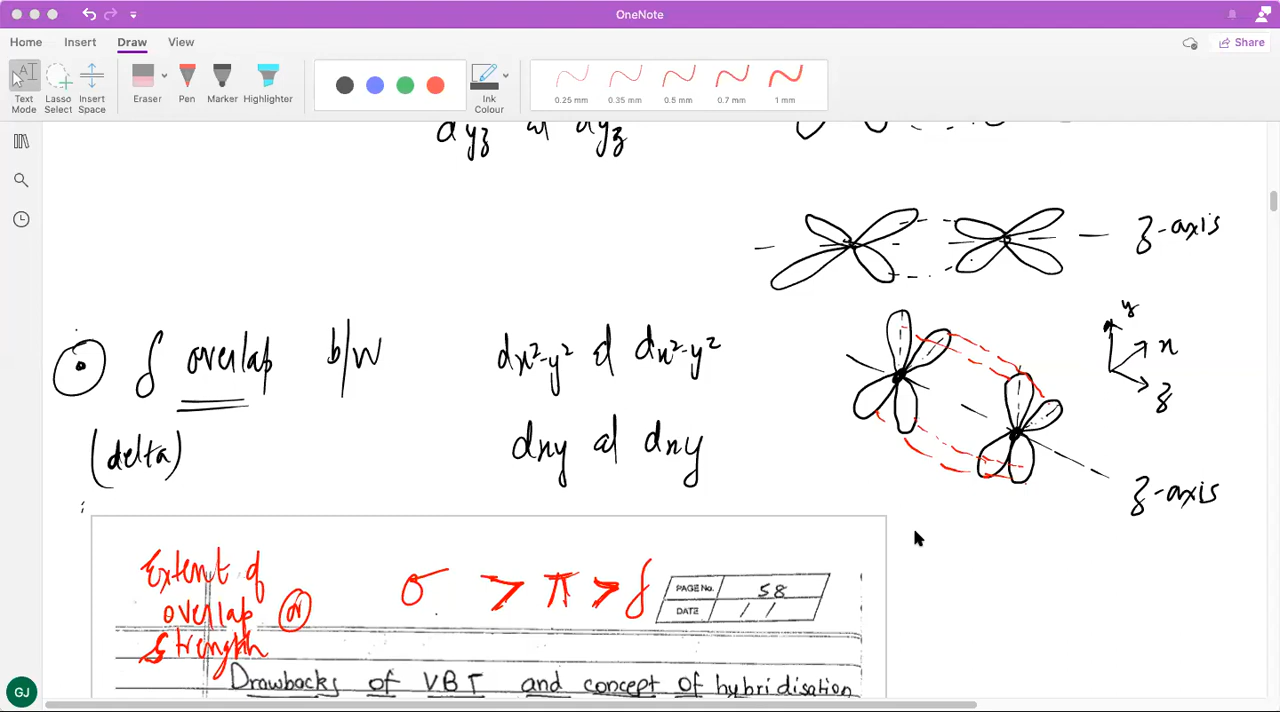 OneNote
Home Insert Draw View
Share
Text Mode
Lasso Select
Insert Space
Eraser
Pen
Marker
Highlighter
Ink Colour
0.25 mm
0.35 mm
0.5 mm
0.7 mm
1 mm
dyz & dyz
z-axis
δ overlap b/w dx²-y² & dx²-y²
(delta)
dxy & dxy
y
x
z
z-axis
Extent of overlap or strength
σ > π > δ
PAGE No. 58
DATE / /
Drawbacks of VBT and concept of hybridisation
GJ